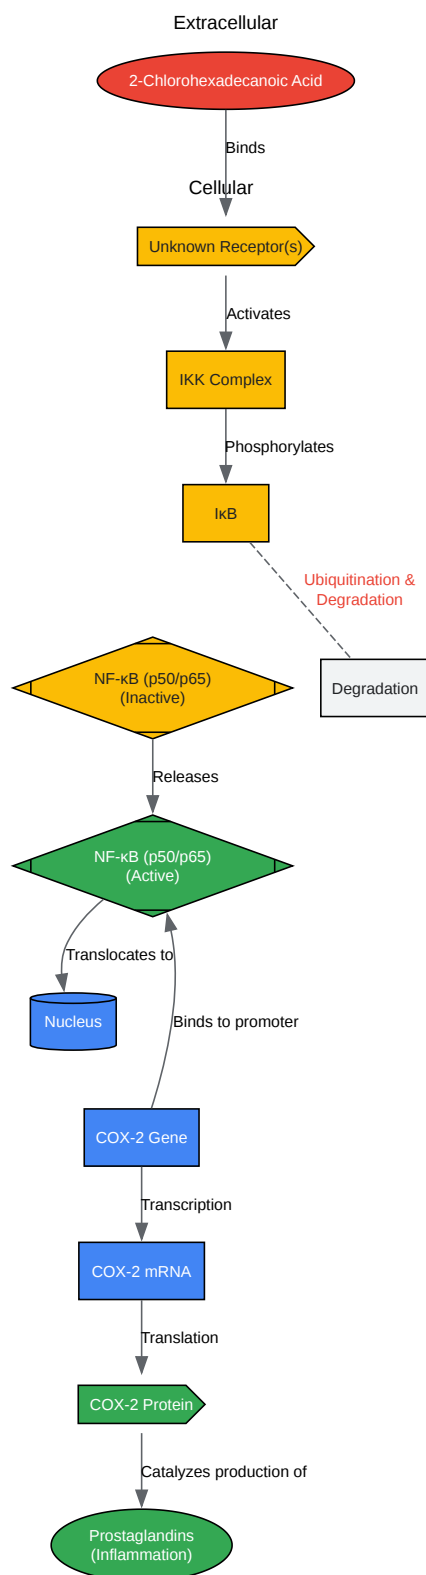 Extracellular
2-Chlorohexadecanoic Acid
Binds
Cellular
Unknown Receptor(s)
Activates
IKK Complex
Phosphorylates
IκB
Ubiquitination &
Degradation
Degradation
NF-κB (p50/p65)
(Inactive)
Releases
NF-κB (p50/p65)
(Active)
Translocates to
Nucleus
Binds to promoter
COX-2 Gene
Transcription
COX-2 mRNA
Translation
COX-2 Protein
Catalyzes production of
Prostaglandins
(Inflammation)